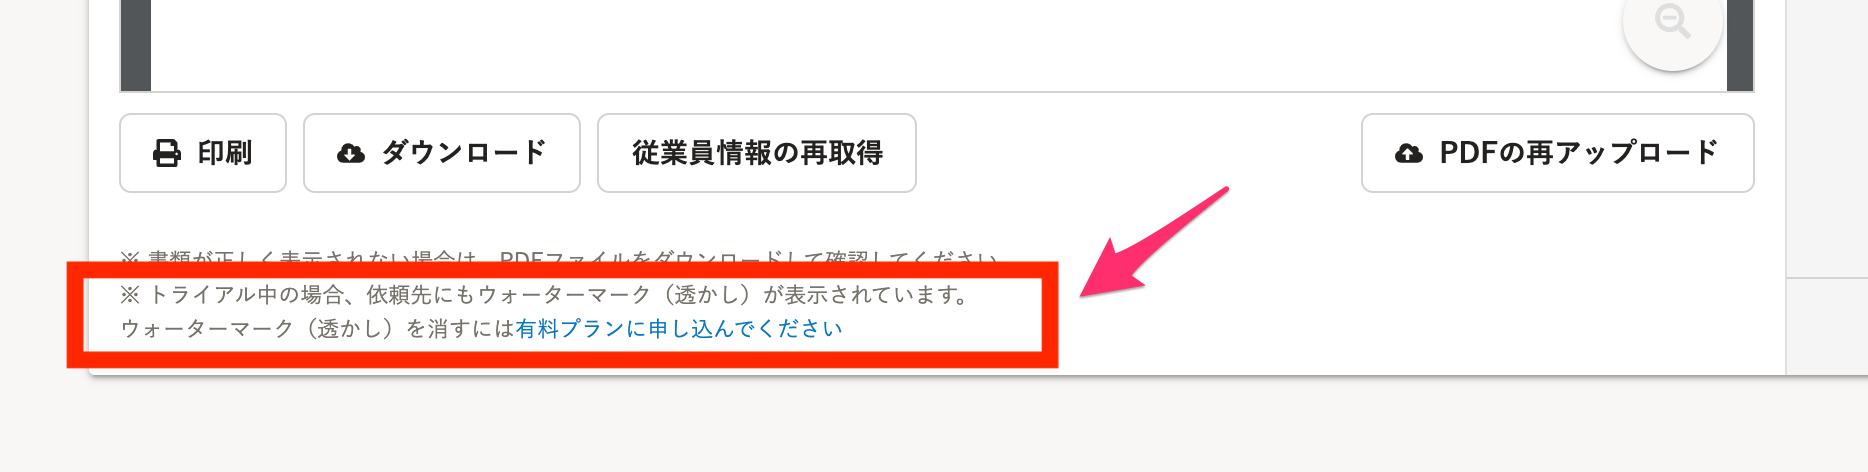 印刷
ダウンロード
従業員情報の再取得
PDFの再アップロード
※ 書類が正しく表示されない場合は、PDFファイルをダウンロードして確認してください。
※ トライアル中の場合、依頼先にもウォーターマーク（透かし）が表示されています。
ウォーターマーク（透かし）を消すには有料プランに申し込んでください